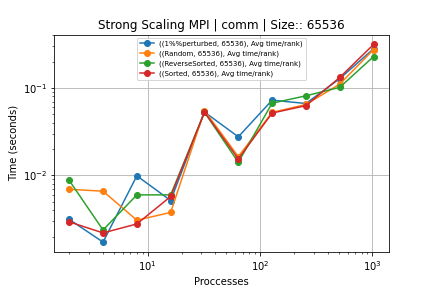 Strong Scaling MPI | comm | Size:: 65536
((1%%perturbed, 65536), Avg time/rank)
((Random, 65536), Avg time/rank)
((ReverseSorted, 65536), Avg time/rank)
((Sorted, 65536), Avg time/rank)
Time (seconds)
10⁻¹
10⁻²
10¹ 10² 10³
Proccesses